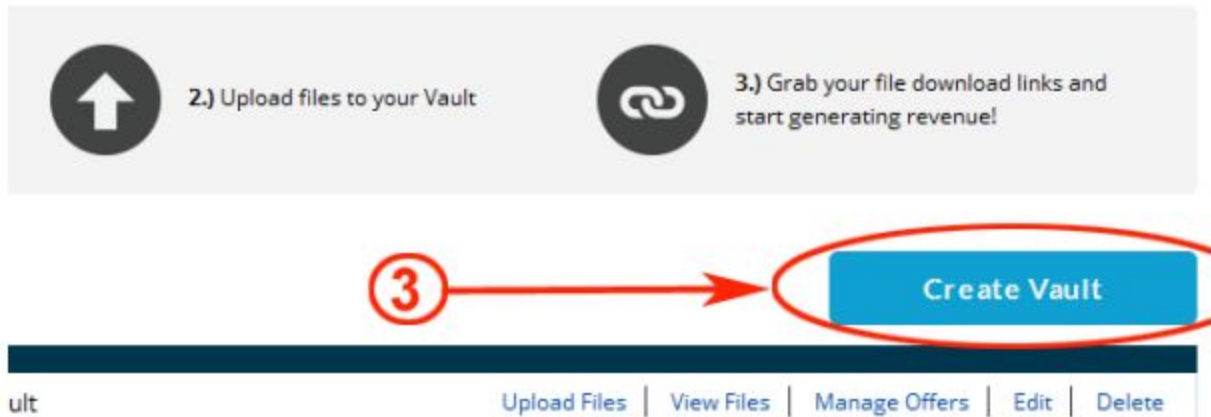 2.) Upload files to your Vault
3.) Grab your file download links and
start generating revenue!
3
Create Vault
ult
Upload Files | View Files | Manage Offers | Edit | Delete